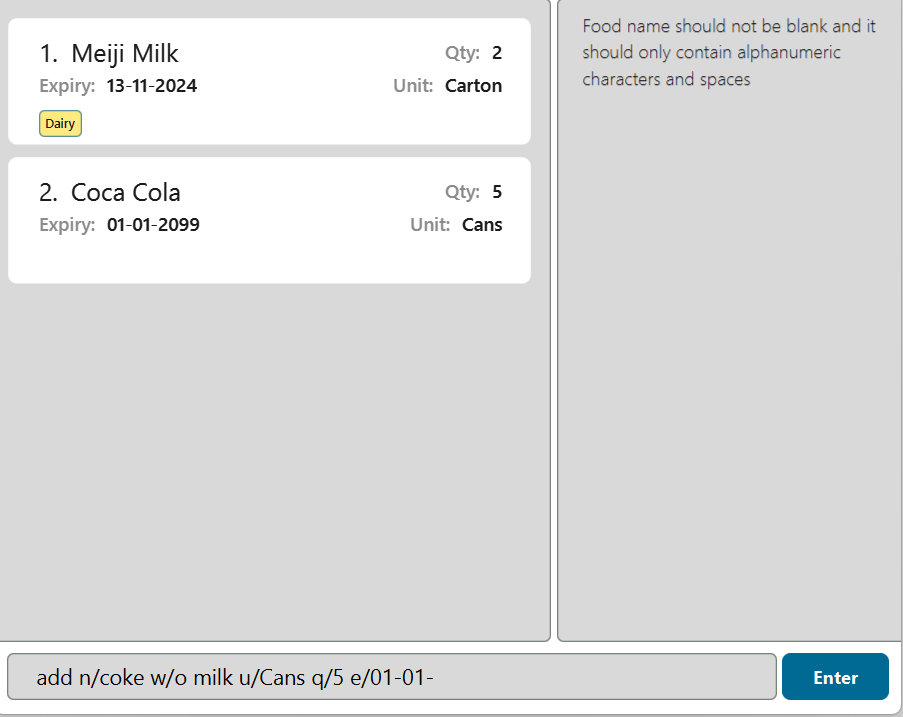 1. Meiji Milk
Qty: 2
Expiry: 13-11-2024
Unit: Carton
Dairy
2. Coca Cola
Qty: 5
Expiry: 01-01-2099
Unit: Cans
Food name should not be blank and it
should only contain alphanumeric
characters and spaces
add n/coke w/o milk u/Cans q/5 e/01-01-
Enter